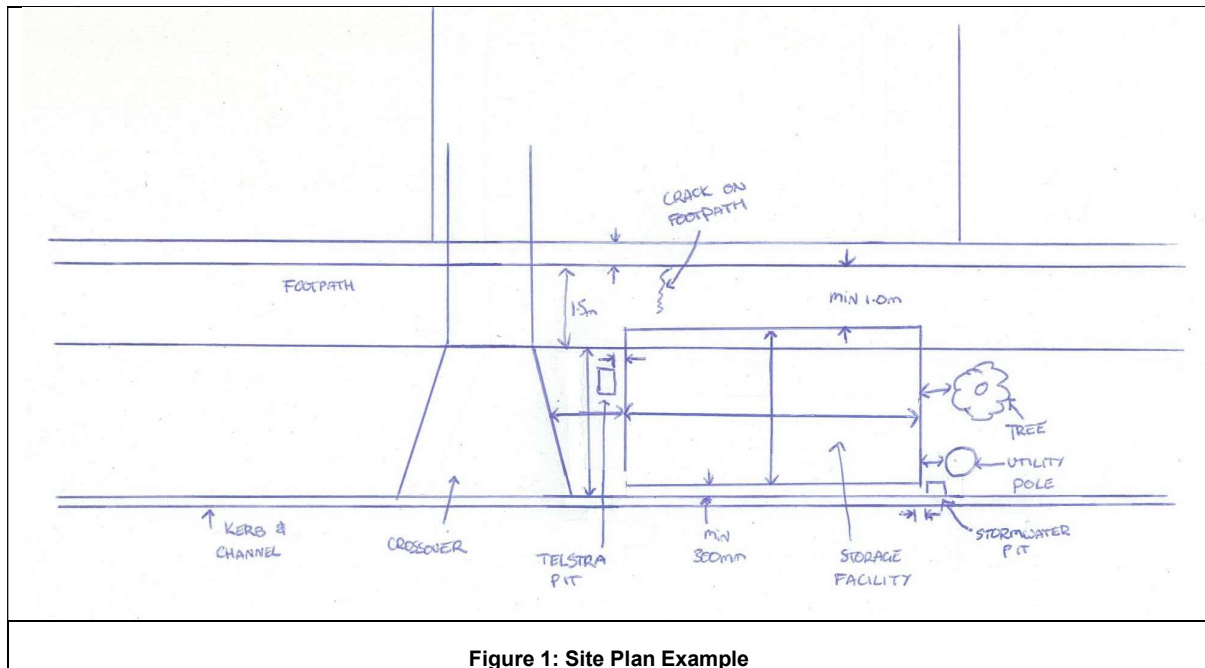 CRACK ON
FOOTPATH
FOOTPATH
1.5m
MIN 1.0m
TREE
UTILITY
POLE
KERB &
CHANNEL
CROSSOVER
TELSTRA
PIT
MIN
300mm
STORAGE
FACILITY
STORMWATER
PIT
Figure 1: Site Plan Example